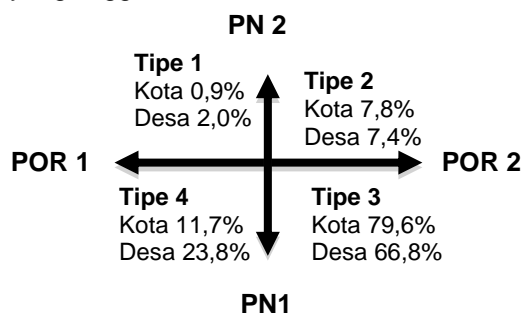 PN 2
Tipe 1
Kota 0,9%
Desa 2,0%
Tipe 2
Kota 7,8%
Desa 7,4%
POR 1
POR 2
Tipe 4
Kota 11,7%
Desa 23,8%
Tipe 3
Kota 79,6%
Desa 66,8%
PN1